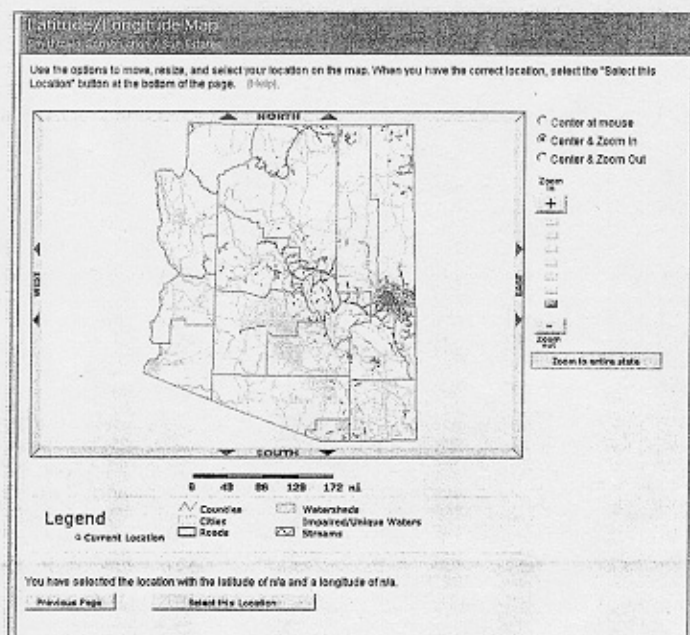 Latitude/Longitude Map
Use the options to move, resize, and select your location on the map. When you have the correct location, select the "Select this
Location" button at the bottom of the page. (Help).
NORTH
Center at mouse
Center & Zoom In
Center & Zoom Out
Zoom
In
+
WEST
EAST
-
Zoom
out
Zoom to entire state
SOUTH
0 43 86 129 172 mi
Legend
Current Location
Counties
Cities
Roads
Watersheds
Impaired/Unique Waters
Streams
You have selected the location with the latitude of n/a and a longitude of n/a.
Previous Page
Select this Location